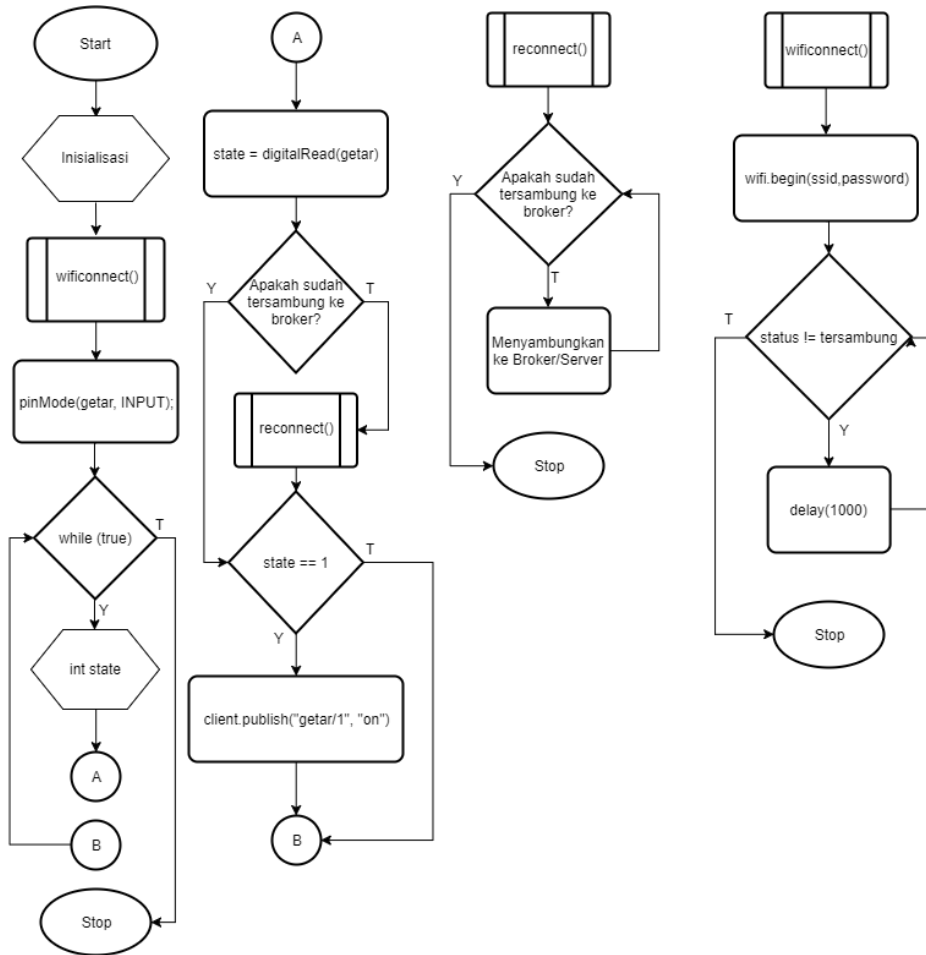 Start
Inisialisasi
wificonnect()
pinMode(getar, INPUT);
while (true)
T
Y
int state
A
B
Stop
A
state = digitalRead(getar)
Apakah sudah
tersambung ke
broker?
Y
T
reconnect()
state == 1
T
Y
client.publish("getar/1", "on")
B
reconnect()
Apakah sudah
tersambung ke
broker?
Y
T
Menyambungkan
ke Broker/Server
Stop
wificonnect()
wifi.begin(ssid,password)
status != tersambung
T
Y
delay(1000)
Stop